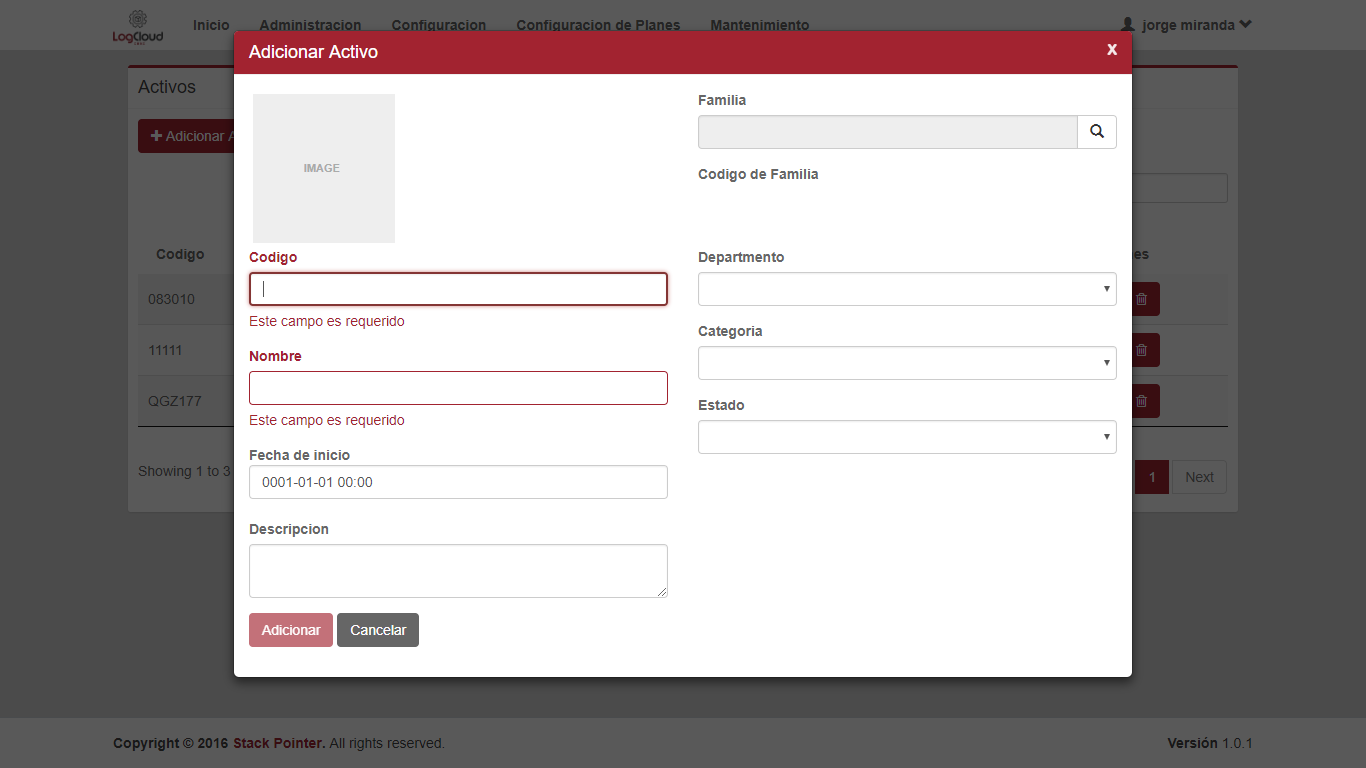 LogCloud
Inicio
Administracion
Configuracion
Configuracion de Planes
Mantenimiento
jorge miranda
Activos
Adicionar A
Codigo
es
083010
11111
QGZ177
Showing 1 to 3
1
Next
Adicionar Activo
x
IMAGE
Familia
Codigo de Familia
Codigo
Este campo es requerido
Departmento
Nombre
Este campo es requerido
Categoria
Fecha de inicio
0001-01-01 00:00
Estado
Descripcion
Adicionar
Cancelar
Copyright © 2016 Stack Pointer. All rights reserved.
Versión 1.0.1